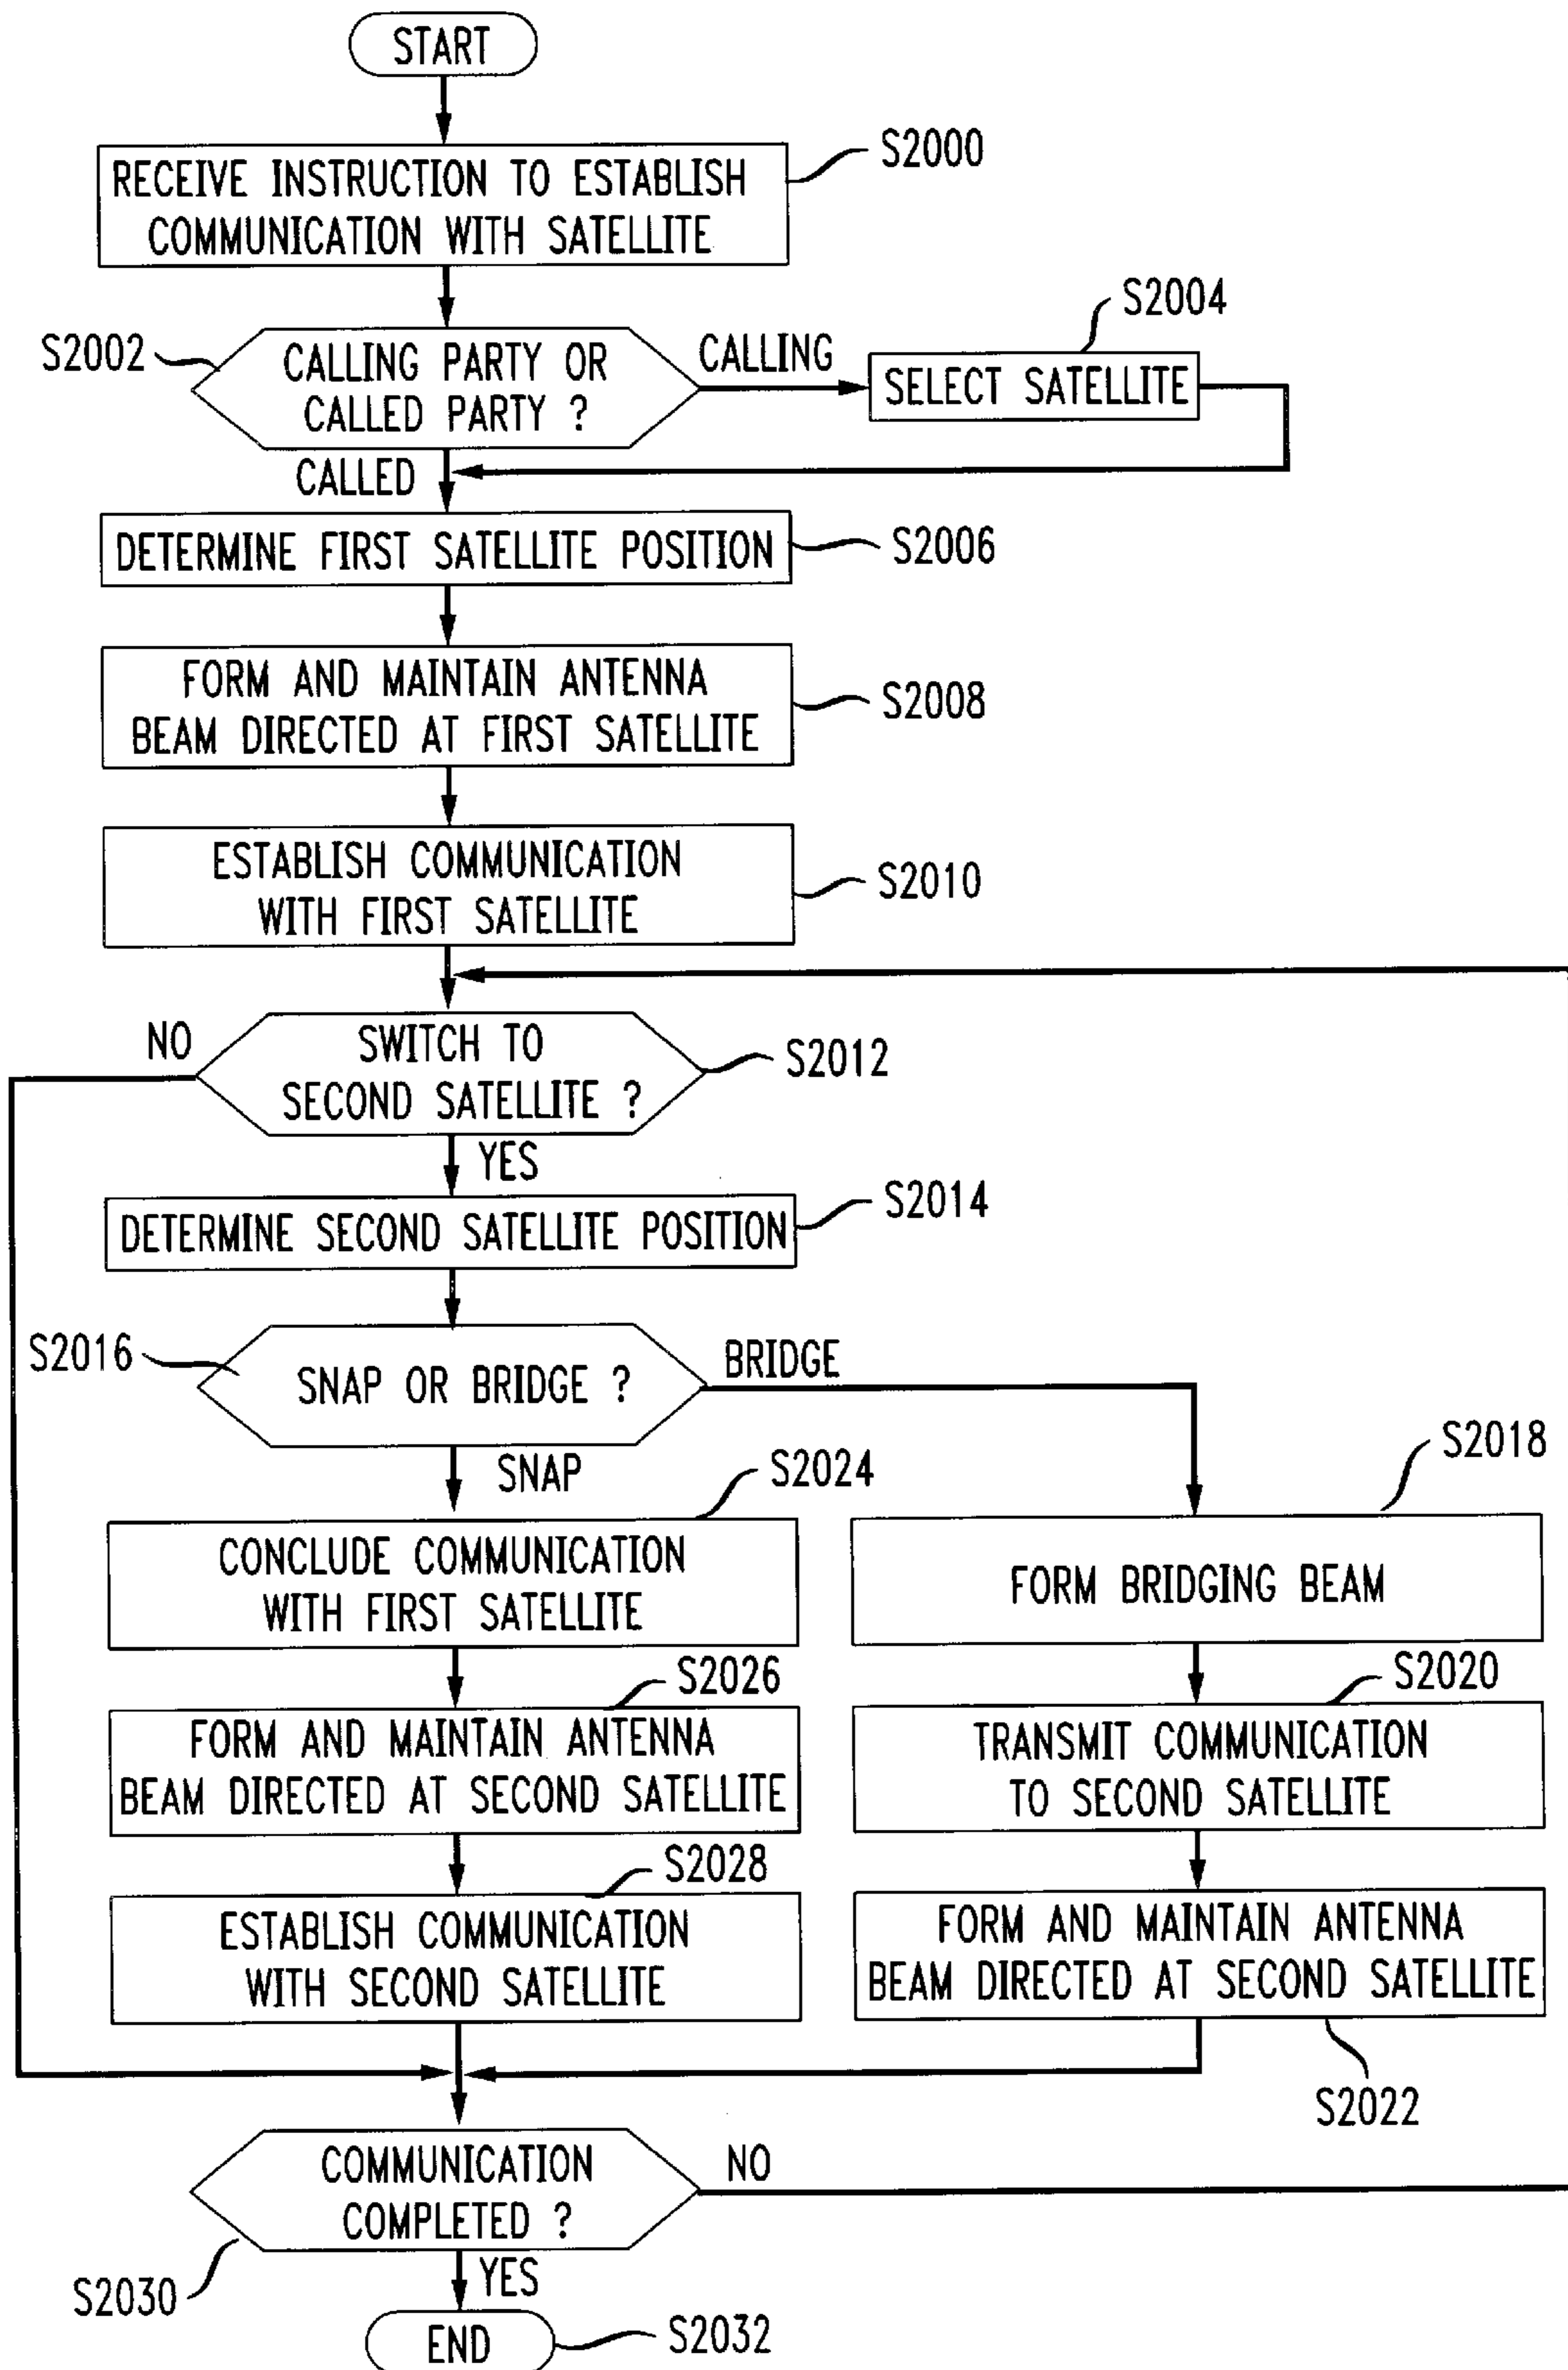 START
S2000
RECEIVE INSTRUCTION TO ESTABLISH
COMMUNICATION WITH SATELLITE
S2002
CALLING PARTY OR
CALLED PARTY ?
CALLING
S2004
SELECT SATELLITE
CALLED
DETERMINE FIRST SATELLITE POSITION
S2006
FORM AND MAINTAIN ANTENNA
BEAM DIRECTED AT FIRST SATELLITE
S2008
ESTABLISH COMMUNICATION
WITH FIRST SATELLITE
S2010
NO
SWITCH TO
SECOND SATELLITE ?
S2012
YES
DETERMINE SECOND SATELLITE POSITION
S2014
S2016
SNAP OR BRIDGE ?
BRIDGE
SNAP
S2024
CONCLUDE COMMUNICATION
WITH FIRST SATELLITE
S2018
FORM BRIDGING BEAM
S2026
FORM AND MAINTAIN ANTENNA
BEAM DIRECTED AT SECOND SATELLITE
S2020
TRANSMIT COMMUNICATION
TO SECOND SATELLITE
S2028
ESTABLISH COMMUNICATION
WITH SECOND SATELLITE
FORM AND MAINTAIN ANTENNA
BEAM DIRECTED AT SECOND SATELLITE
S2022
COMMUNICATION
COMPLETED ?
NO
S2030
YES
END
S2032